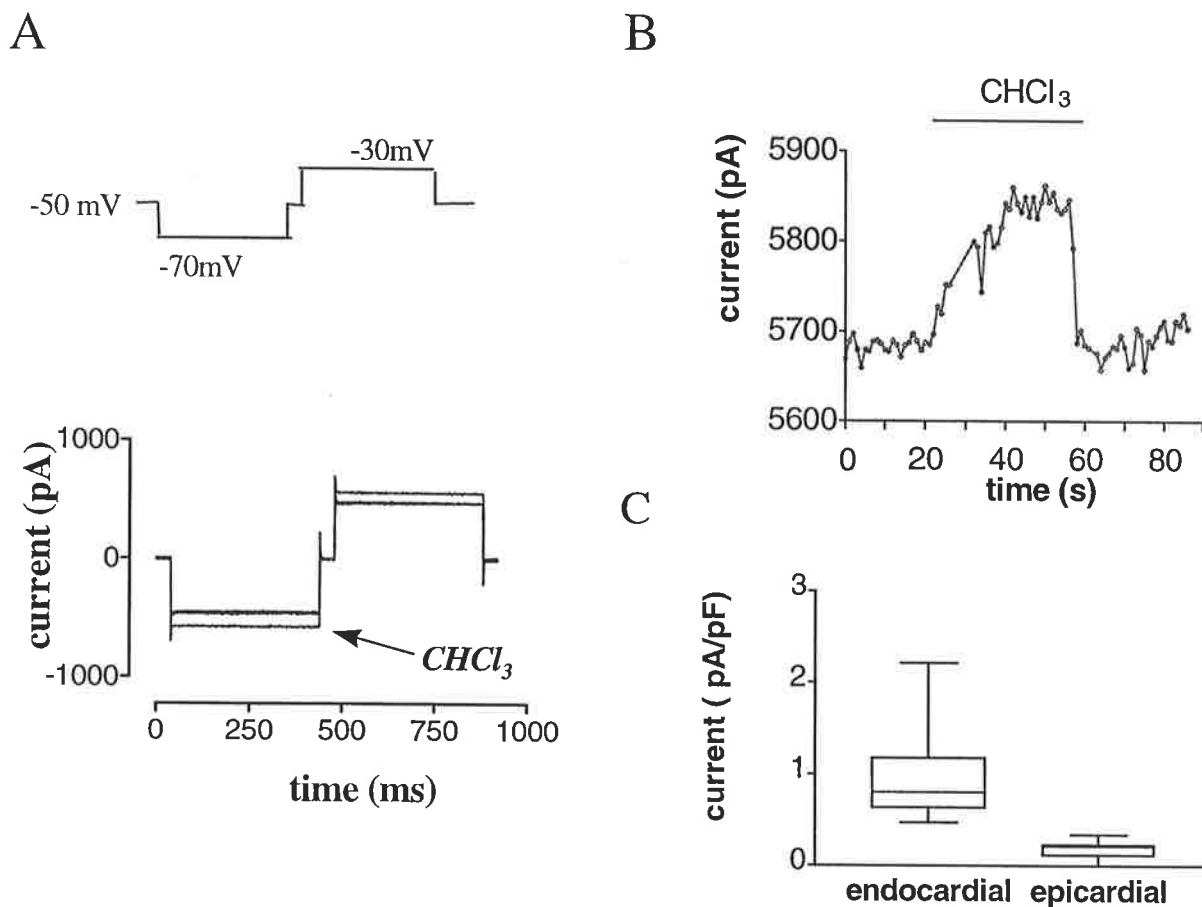 A
-30mV
-50 mV
-70mV
1000
0
-1000
current (pA)
CHCl3
0 250 500 750 1000
time (ms)
B
CHCl3
5900
5800
5700
5600
current (pA)
0 20 40 60 80
time (s)
C
3
2
1
0
current ( pA/pF)
endocardial epicardial